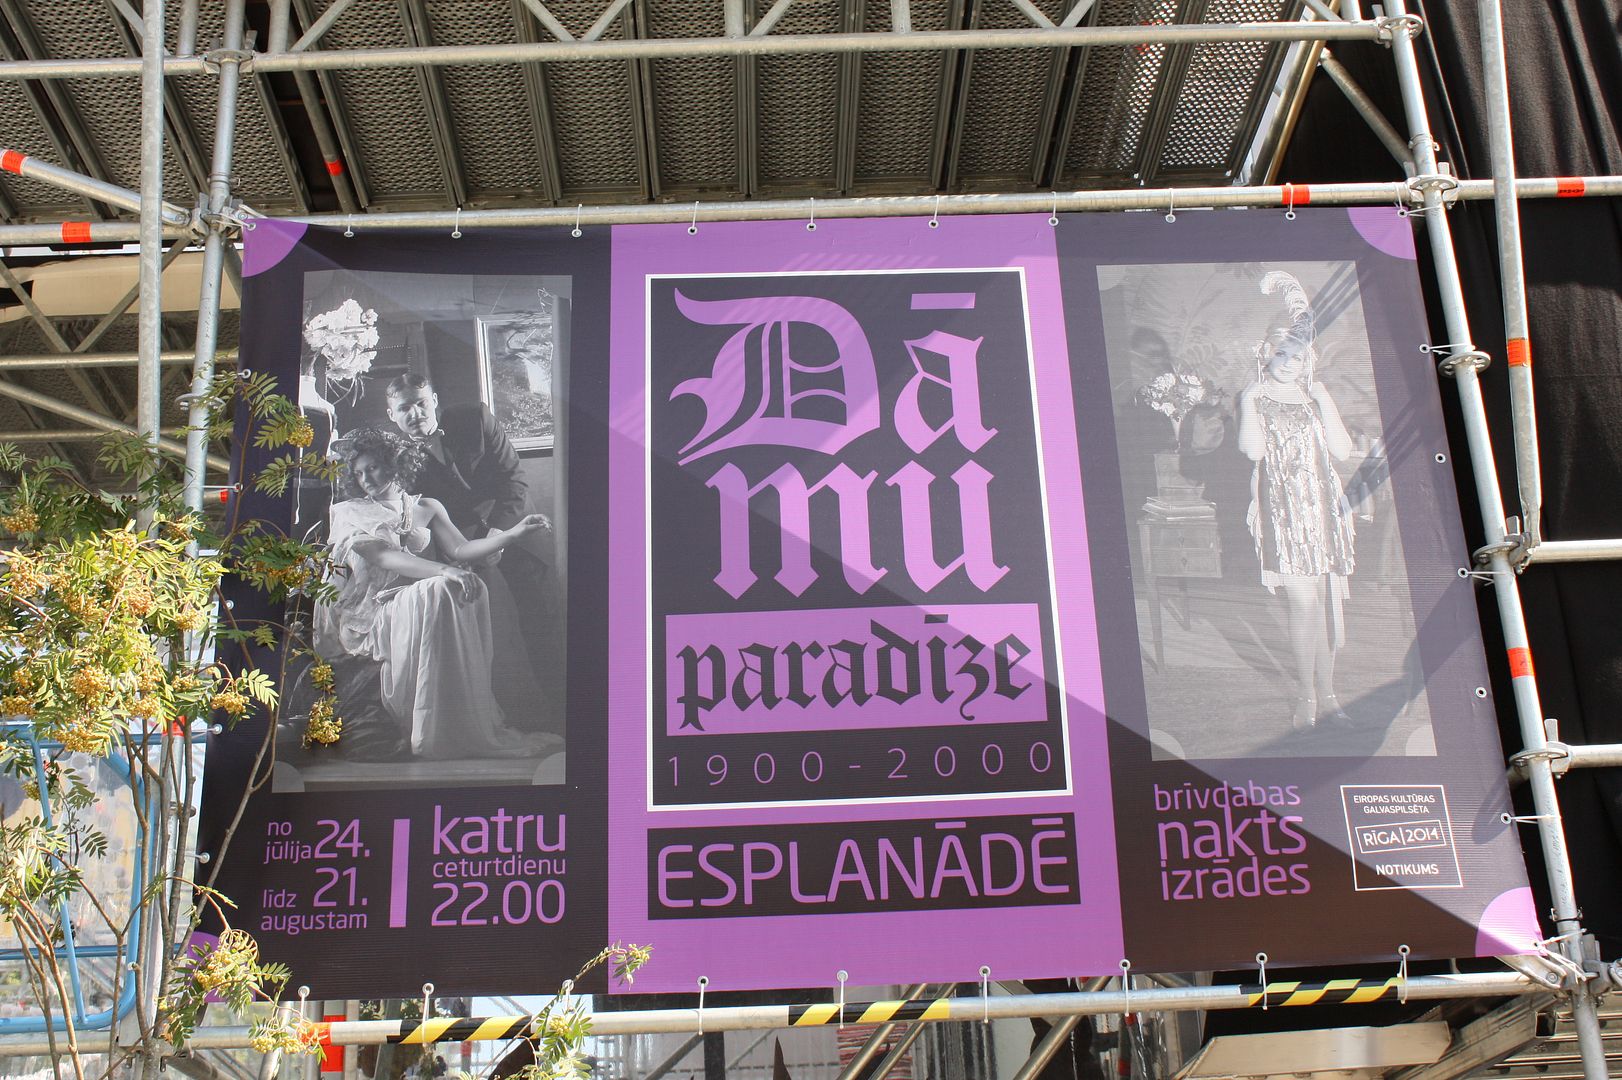 Dā
mu
paradīze
1900-2000
ESPLANĀDĒ
no
jūlija 24.
līdz 21.
augustam
katru
ceturtdienu
22.00
brīvdabas
nakts
izrādes
EIROPAS KULTŪRAS
GALVASPILSĒTA
RĪGA|2014
NOTIKUMS